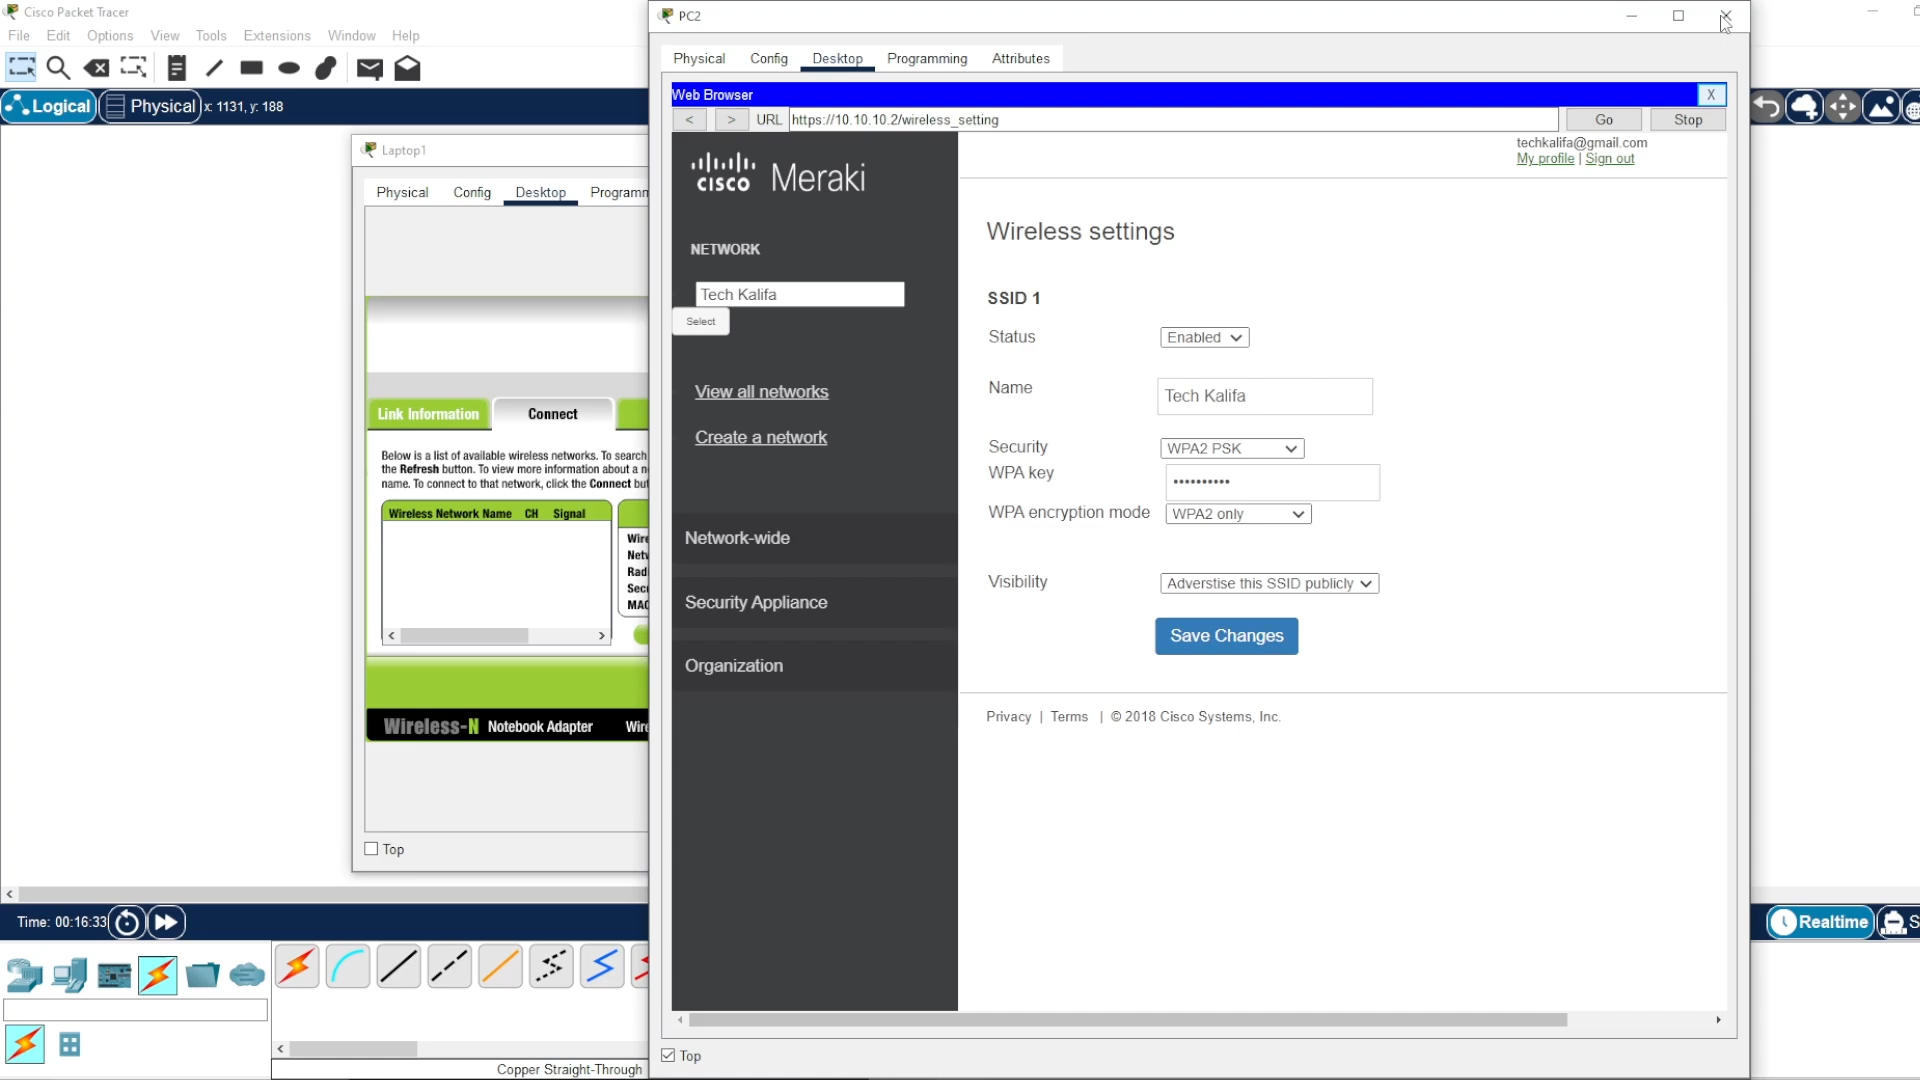 Cisco Packet Tracer
File Edit Options View Tools Extensions Window Help
Logical Physical x: 1131, y: 188
Laptop1
Physical Config Desktop
Link Information Connect
Below is a list of available wireless networks. To search
the Refresh button. To view more information about a
name. To connect to that network, click the Connect
Wireless Network Name CH Signal
Wireless-N Notebook Adapter
Top
Time: 00:16:33
Copper Straight-Through
PC2
Physical Config Desktop Programming Attributes
Web Browser X
< > URL https://10.10.10.2/wireless_setting Go Stop
techkalifa@gmail.com
My profile | Sign out
CISCO Meraki
NETWORK
Tech Kalifa
Select
View all networks
Create a network
Network-wide
Security Appliance
Organization
Wireless settings
SSID 1
Status Enabled
Name Tech Kalifa
Security WPA2 PSK
WPA key ••••••••••
WPA encryption mode WPA2 only
Visibility Adverstise this SSID publicly
Save Changes
Privacy | Terms | © 2018 Cisco Systems, Inc.
Top
Realtime